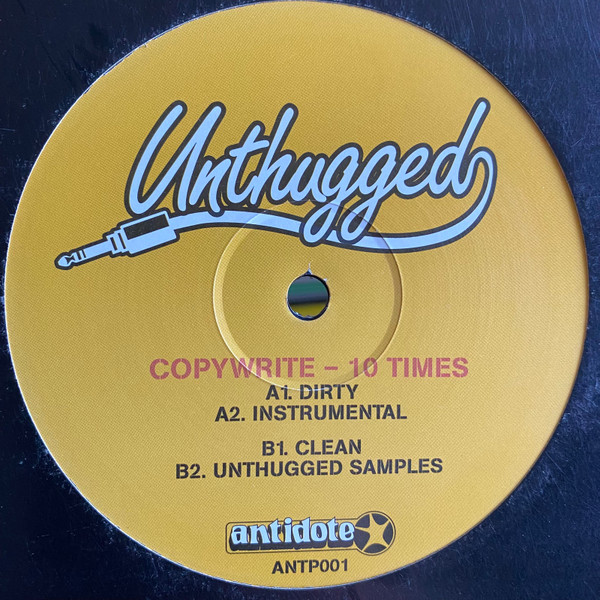 Unthugged
COPYWRITE – 10 TIMES
A1. DIRTY
A2. INSTRUMENTAL
B1. CLEAN
B2. UNTHUGGED SAMPLES
antidote
ANTP001